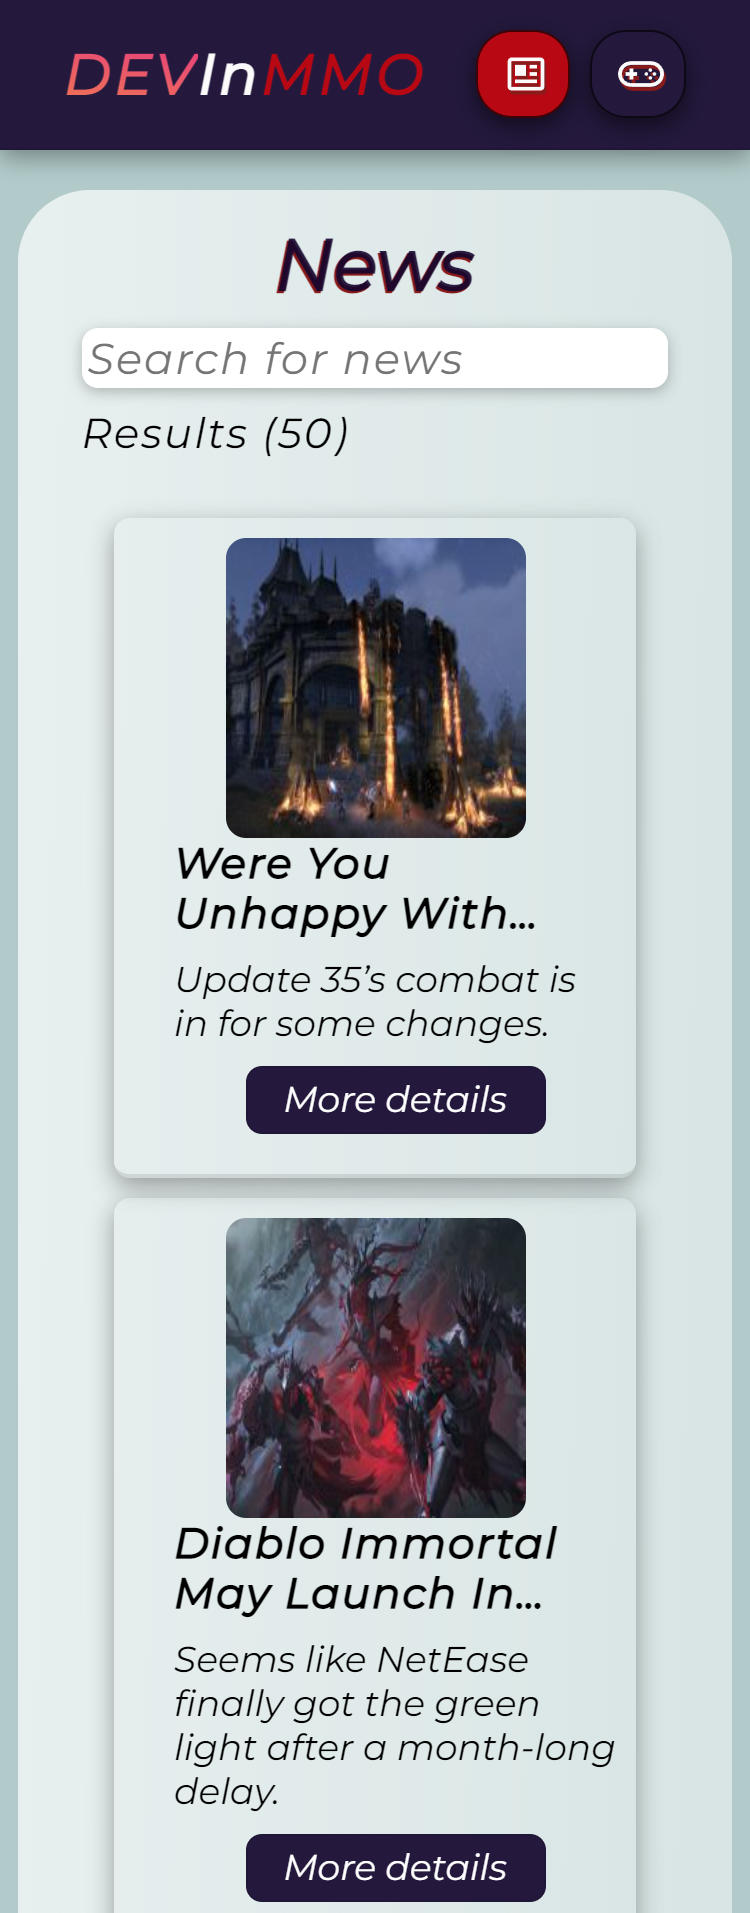 DEVInMMO
News
Search for news
Results (50)
Were You
Unhappy With...
Update 35’s combat is
in for some changes.
More details
Diablo Immortal
May Launch In...
Seems like NetEase
finally got the green
light after a month-long
delay.
More details